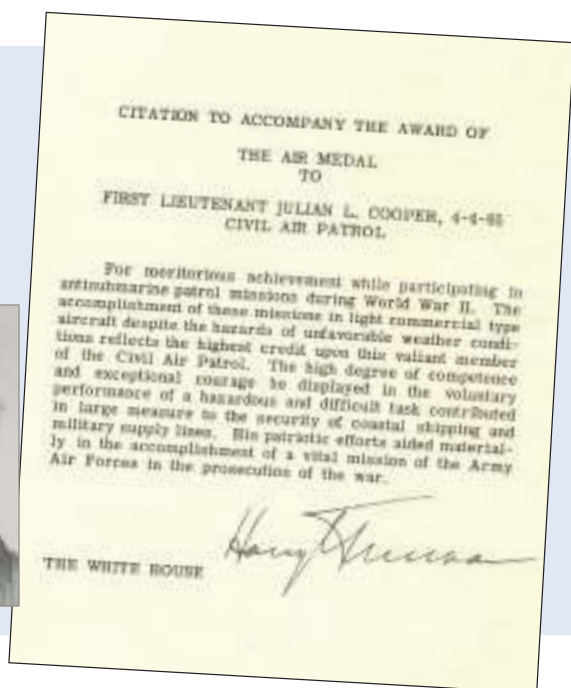 CITATION TO ACCOMPANY THE AWARD OF
THE AIR MEDAL
TO
FIRST LIEUTENANT JULIAN L. COOPER, 4-4-65
CIVIL AIR PATROL
For meritorious achievement while participating in
antisubmarine patrol missions during World War II. The
accomplishment of these missions in light commercial type
aircraft despite the hazards of unfavorable weather condi-
tions reflects the highest credit upon this valiant member
of the Civil Air Patrol. The high degree of competence
and exceptional courage he displayed in the voluntary
performance of a hazardous and difficult task contributed
in large measure to the security of coastal shipping and
military supply lines. His patriotic efforts aided material-
ly in the accomplishment of a vital mission of the Army
Air Forces in the prosecution of the war.
Harry Truman
THE WHITE HOUSE